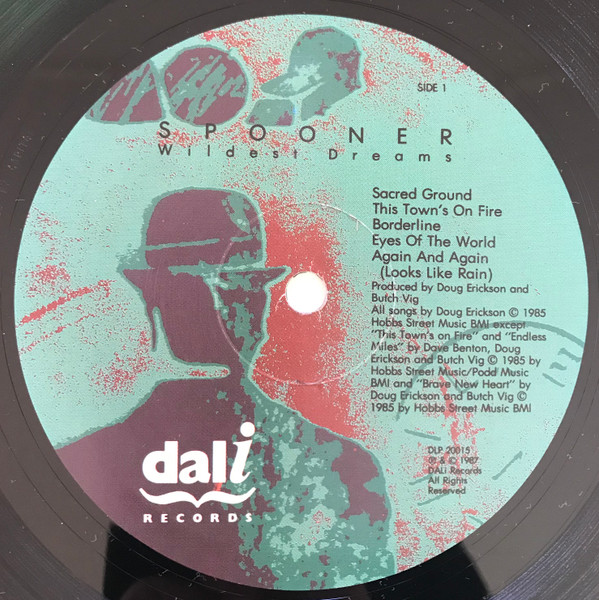 SIDE 1
SPOONER
Wildest Dreams
Sacred Ground
This Town's On Fire
Borderline
Eyes Of The World
Again And Again
(Looks Like Rain)
Produced by Doug Erickson and
Butch Vig
All songs by Doug Erickson © 1985
Hobbs Street Music BMI except
"This Town's on Fire" and "Endless
Miles" by Dave Benton, Doug
Erickson and Butch Vig © 1985 by
Hobbs Street Music/Podd Music
BMI and "Brave New Heart" by
Doug Erickson and Butch Vig ©
1985 by Hobbs Street Music BMI
DLP 20015
℗ & © 1987
DALI Records
All Rights
Reserved
dali
RECORDS